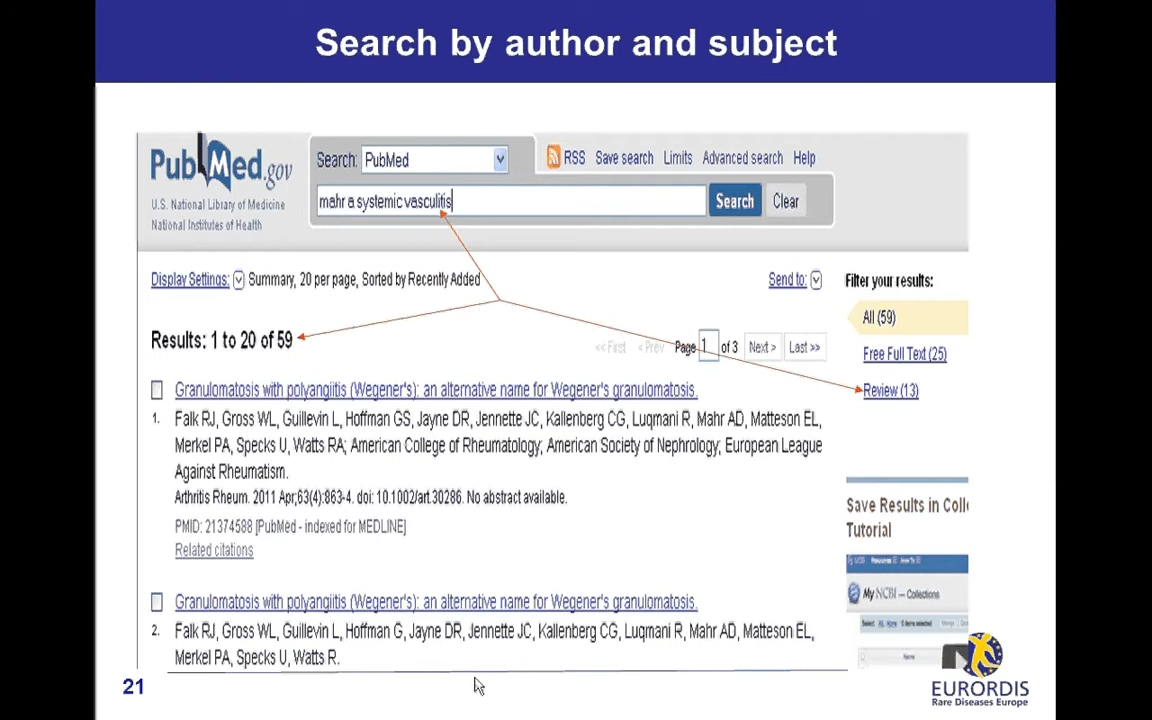 Search by author and subject
PubMed.gov
U.S. National Library of Medicine
National Institutes of Health
Search: PubMed
RSS Save search Limits Advanced search Help
mahr a systemic vasculitis
Search Clear
Display Settings: Summary, 20 per page, Sorted by Recently Added
Send to:
Filter your results:
All (59)
Free Full Text (25)
Review (13)
Results: 1 to 20 of 59
<< First < Prev Page 1 of 3 Next > Last >>
Granulomatosis with polyangiitis (Wegener's): an alternative name for Wegener's granulomatosis.
1. Falk RJ, Gross WL, Guillevin L, Hoffman GS, Jayne DR, Jennette JC, Kallenberg CG, Luqmani R, Mahr AD, Matteson EL,
Merkel PA, Specks U, Watts RA; American College of Rheumatology; American Society of Nephrology; European League
Against Rheumatism.
Arthritis Rheum. 2011 Apr;63(4):863-4. doi: 10.1002/art.30286. No abstract available.
PMID: 21374588 [PubMed - indexed for MEDLINE]
Related citations
Save Results in Colle
Tutorial
My NCBI — Collections
Granulomatosis with polyangiitis (Wegener's): an alternative name for Wegener's granulomatosis.
2. Falk RJ, Gross WL, Guillevin L, Hoffman G, Jayne DR, Jennette JC, Kallenberg CG, Luqmani R, Mahr AD, Matteson EL,
Merkel PA, Specks U, Watts R.
21
EURORDIS
Rare Diseases Europe